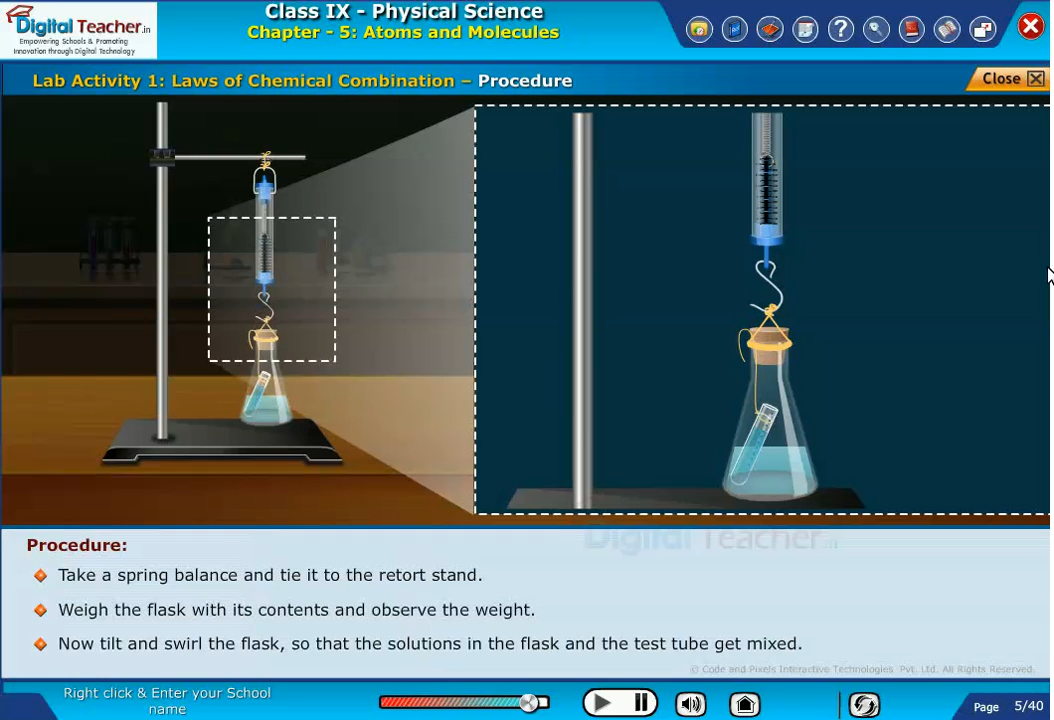 Digital Teacher.in
Empowering Schools & Promoting
Innovation through Digital Technology
Class IX - Physical Science
Chapter - 5: Atoms and Molecules
Lab Activity 1: Laws of Chemical Combination – Procedure
Close
Digital Teacher.in
Procedure:
Take a spring balance and tie it to the retort stand.
Weigh the flask with its contents and observe the weight.
Now tilt and swirl the flask, so that the solutions in the flask and the test tube get mixed.
© Code and Pixels Interactive Technologies Pvt. Ltd. All Rights Reserved.
Right click & Enter your School
name
Page 5/40